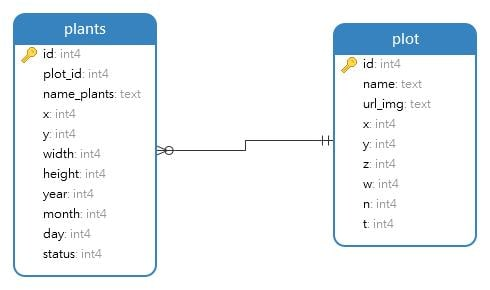 plants
id: int4
plot_id: int4
name_plants: text
x: int4
y: int4
width: int4
height: int4
year: int4
month: int4
day: int4
status: int4
plot
id: int4
name: text
url_img: text
x: int4
y: int4
z: int4
w: int4
n: int4
t: int4